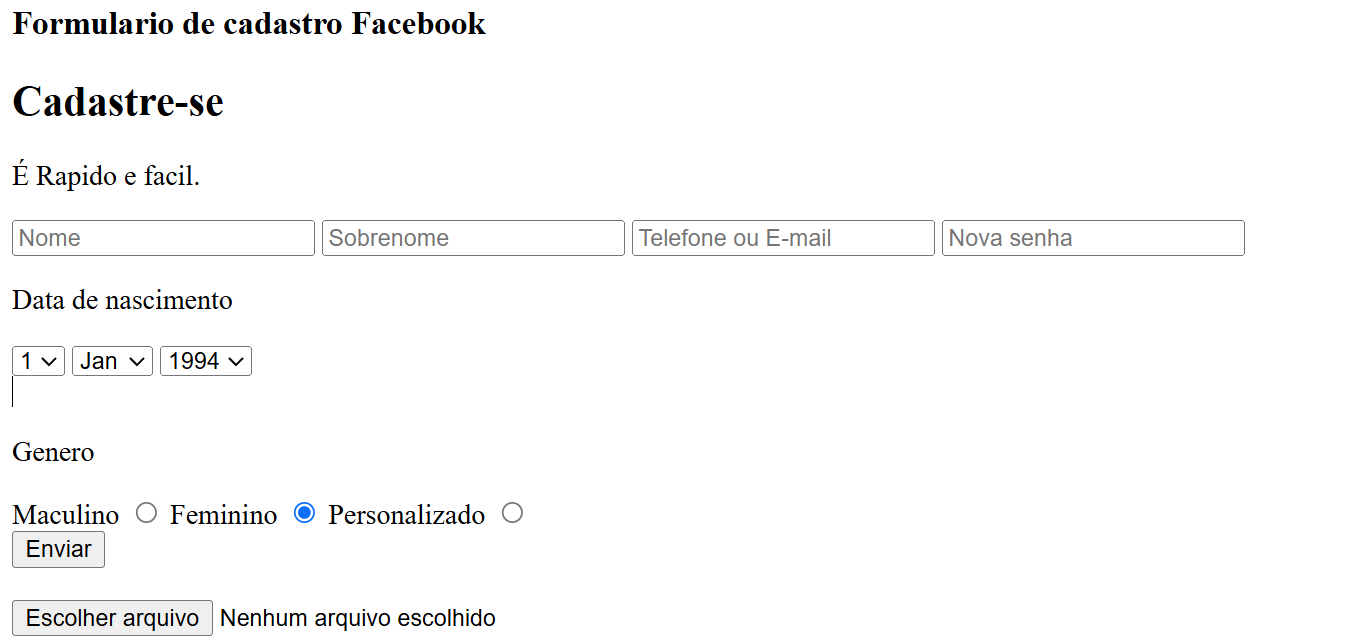 Formulario de cadastro Facebook
Cadastre-se
É Rapido e facil.
Nome Sobrenome Telefone ou E-mail Nova senha
Data de nascimento
1 Jan 1994
Genero
Maculino Feminino Personalizado
Enviar
Escolher arquivo Nenhum arquivo escolhido